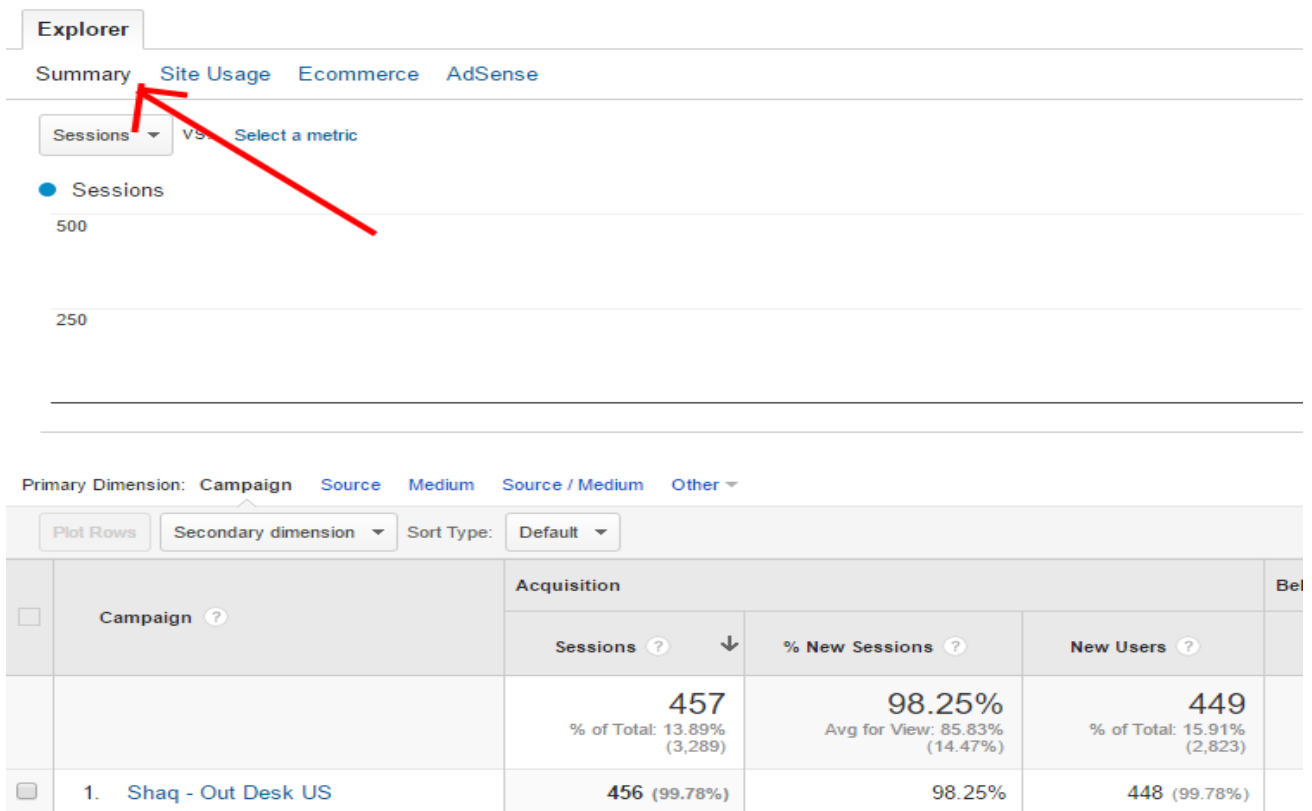 Explorer
Summary Site Usage Ecommerce AdSense
Sessions VS. Select a metric
Sessions
500
250
Primary Dimension: Campaign Source Medium Source / Medium Other
Plot Rows Secondary dimension Sort Type: Default
Acquisition Bel
Campaign ?
Sessions ? % New Sessions ? New Users ?
457 98.25% 449
% of Total: 13.89% Avg for View: 85.83% % of Total: 15.91%
(3,289) (14.47%) (2,823)
1. Shaq - Out Desk US 456 (99.78%) 98.25% 448 (99.78%)